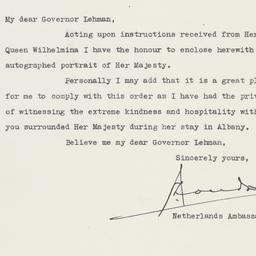 My dear Governor Lehman,
Acting upon instructions received from Her
Queen Wilhelmina I have the honour to enclose herewith
autographed portrait of Her Majesty.
Personally I may add that it is a great pl
for me to comply with this order as I have had the priv
of witnessing the extreme kindness and hospitality with
you surrounded Her Majesty during her stay in Albany.
Believe me my dear Governor Lehman,
Sincerely yours,
Netherlands Ambass